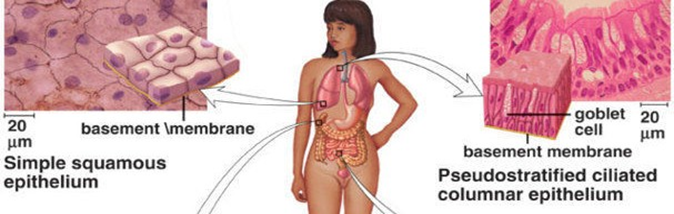 20
μm
basement \membrane
Simple squamous
epithelium
goblet
cell
20
μm
basement membrane
Pseudostratified ciliated
columnar epithelium